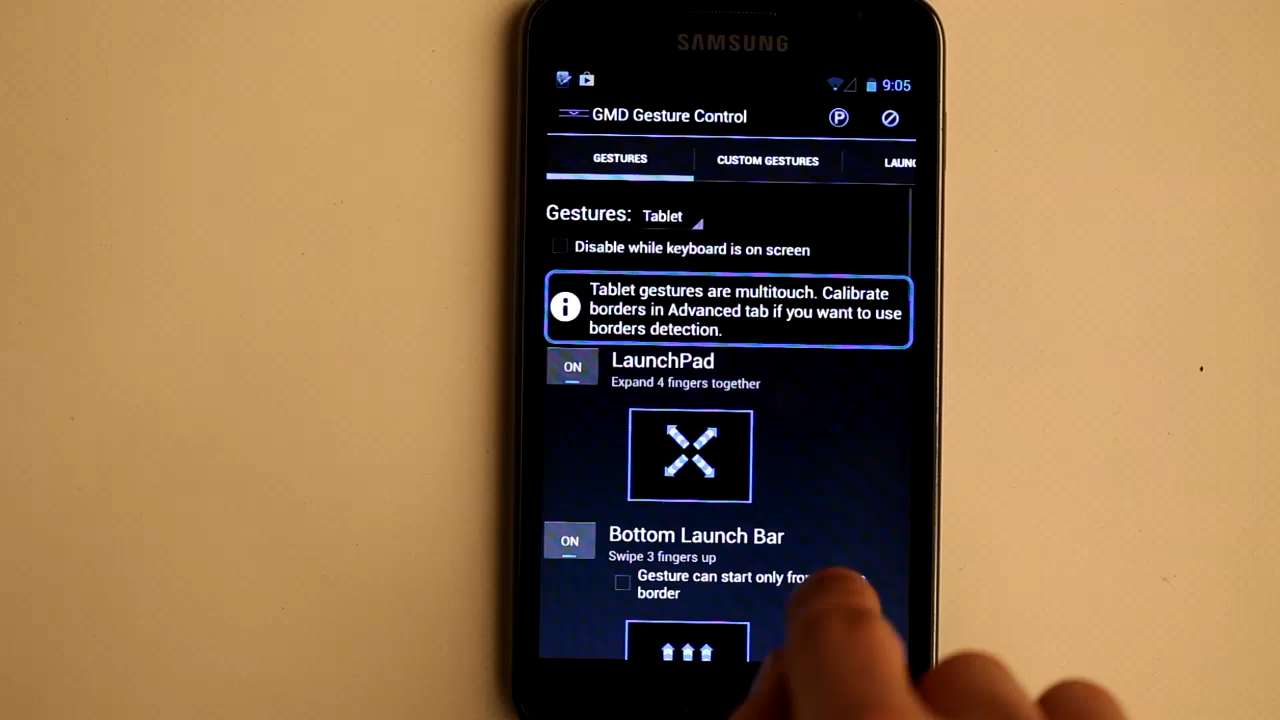 SAMSUNG
9:05
GMD Gesture Control
P
GESTURES
CUSTOM GESTURES
LAUNC
Gestures: Tablet
Disable while keyboard is on screen
Tablet gestures are multitouch. Calibrate
borders in Advanced tab if you want to use
borders detection.
ON
LaunchPad
Expand 4 fingers together
ON
Bottom Launch Bar
Swipe 3 fingers up
Gesture can start only
border